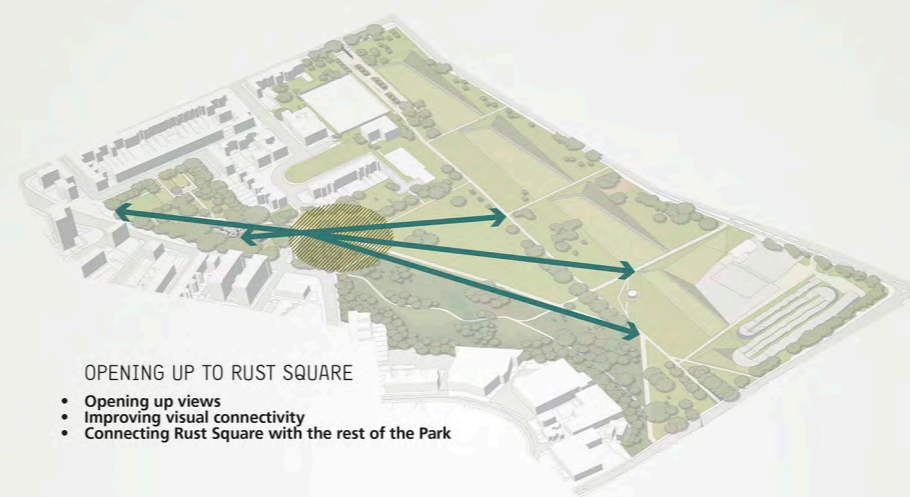 OPENING UP TO RUST SQUARE
• Opening up views
• Improving visual connectivity
• Connecting Rust Square with the rest of the Park